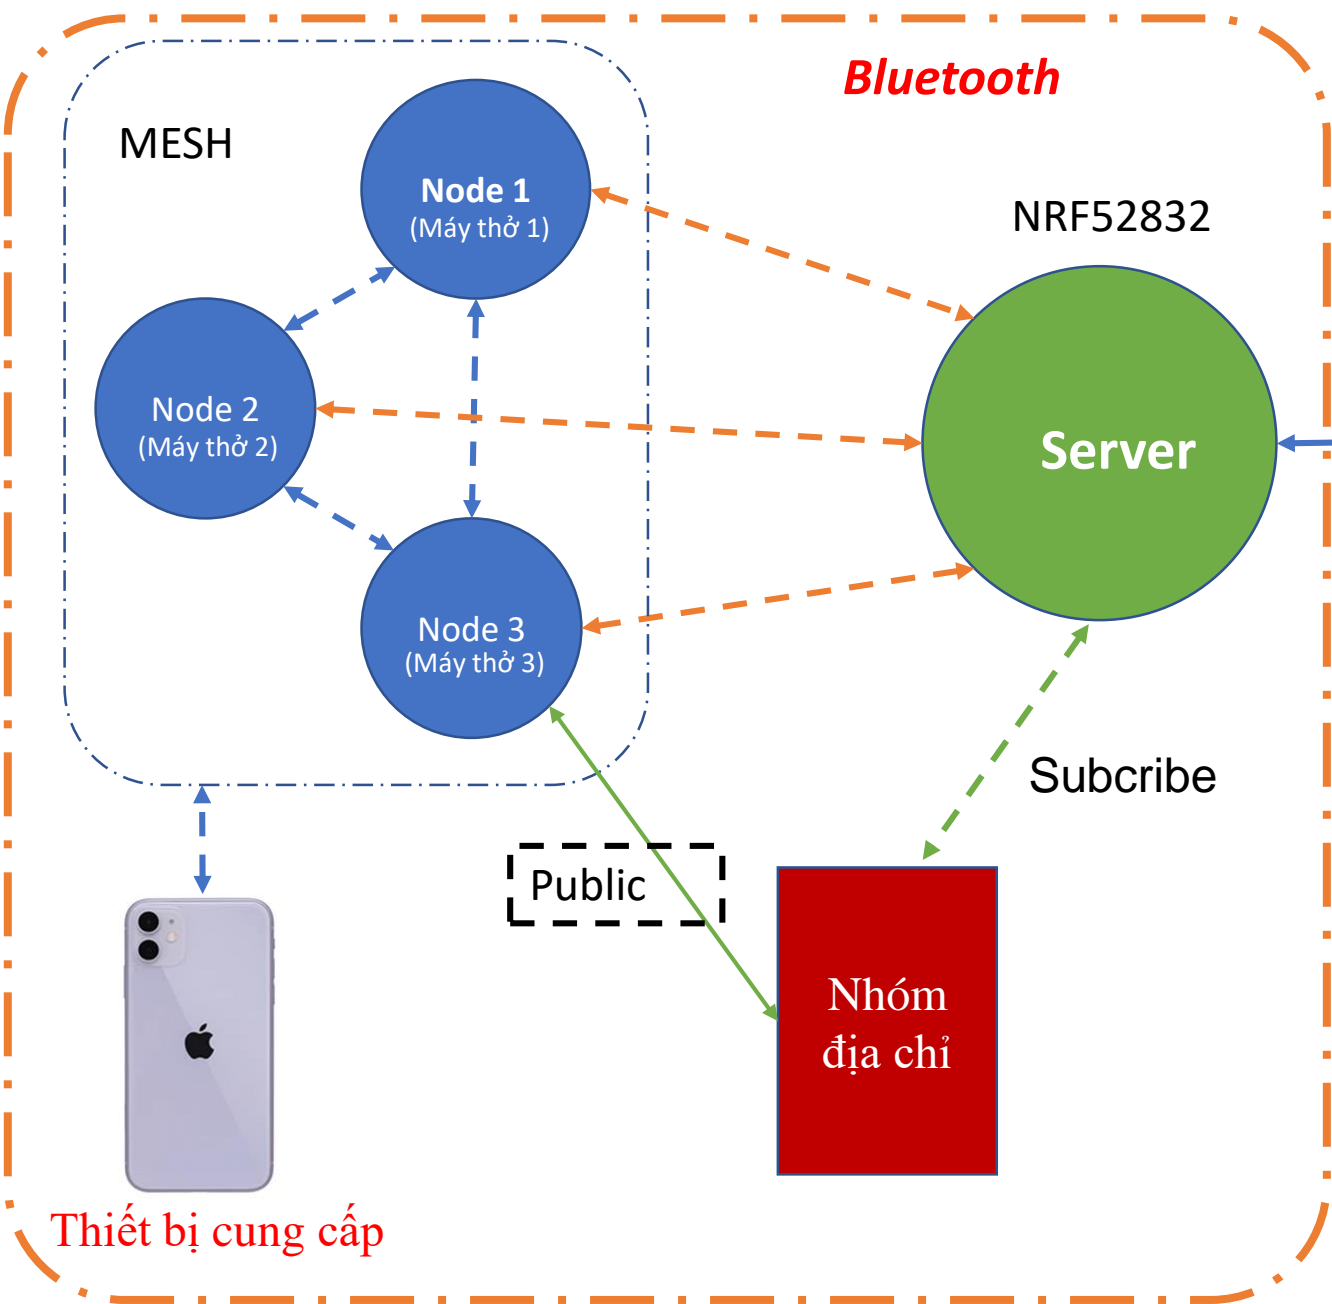 Bluetooth
MESH
Node 1
(Máy thở 1)
NRF52832
Node 2
(Máy thở 2)
Server
Node 3
(Máy thở 3)
Subcribe
Public
Nhóm
địa chỉ
Thiết bị cung cấp